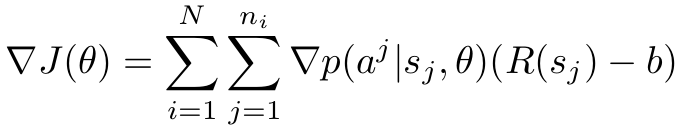 ∇J(θ) = ∑_{i=1}^{N} ∑_{j=1}^{n_i} ∇p(a^j|s_j, θ)(R(s_j) − b)